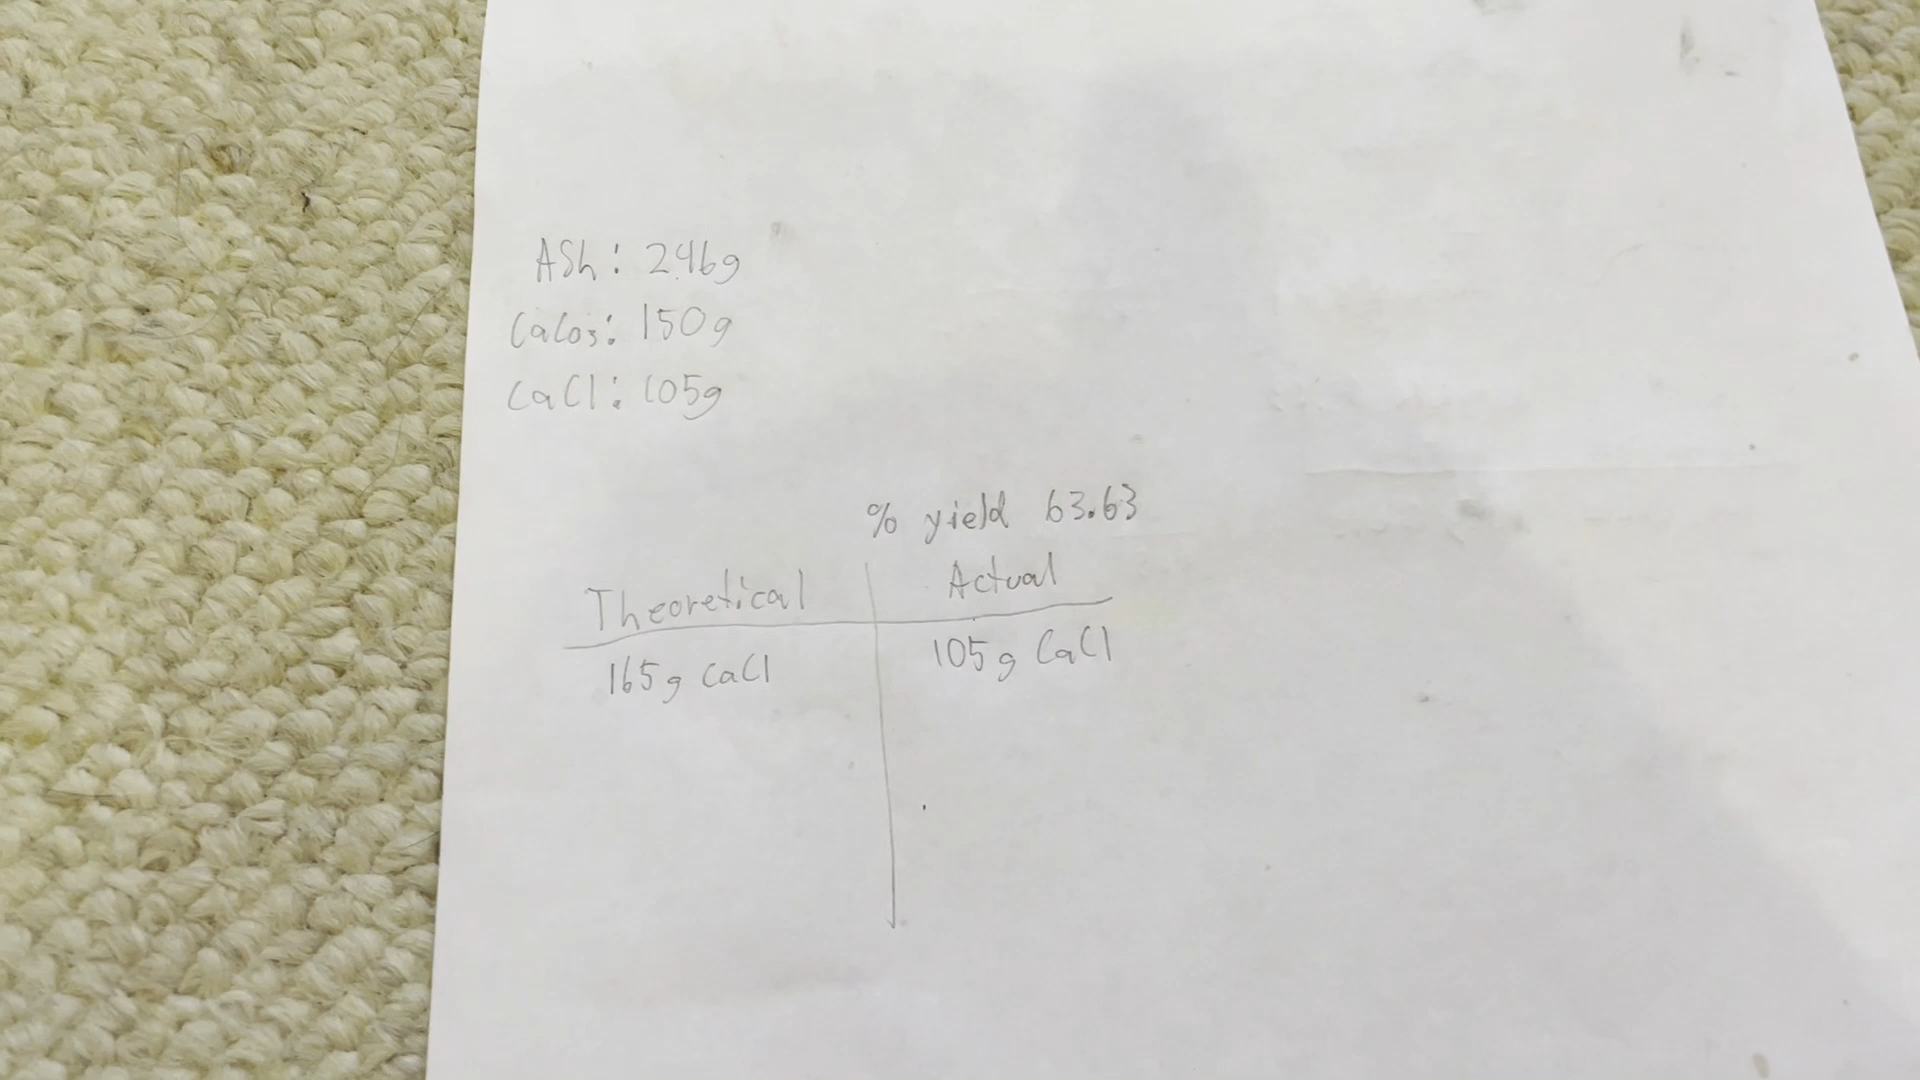 Ash: 246g
CaCo3: 150g
CaCl: 105g
% yield 63.63
Theoretical Actual
165g CaCl 105g CaCl